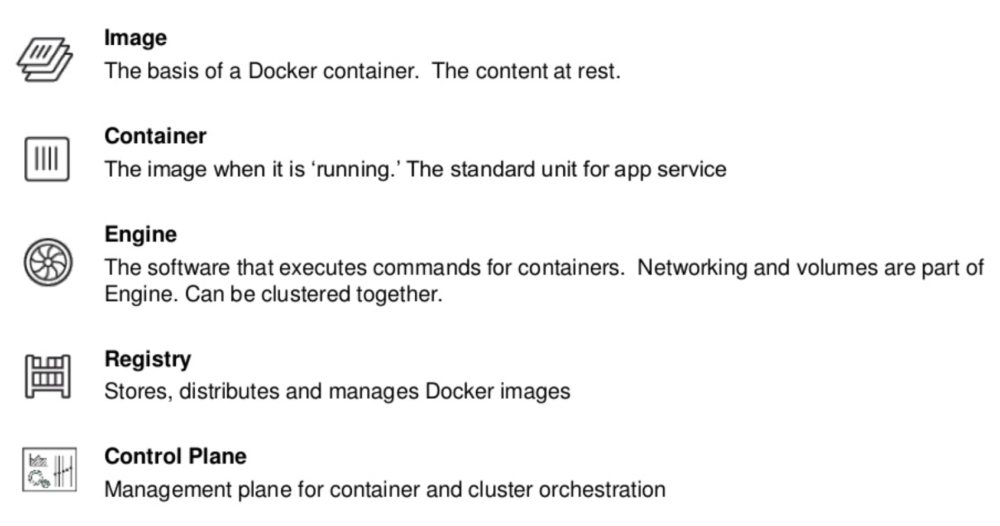 Image
The basis of a Docker container.  The content at rest.
Container
The image when it is ‘running.’ The standard unit for app service
Engine
The software that executes commands for containers.  Networking and volumes are part of
Engine. Can be clustered together.
Registry
Stores, distributes and manages Docker images
Control Plane
Management plane for container and cluster orchestration